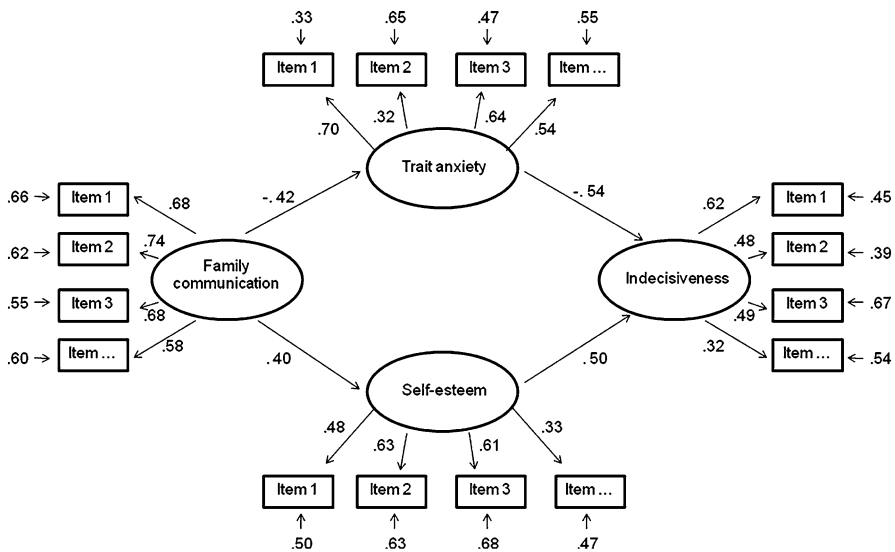 .33 .65 .47 .55
Item 1 Item 2 Item 3 Item ...
.70 .32 .64 .54
Trait anxiety
.66 Item 1 .68 -. 42 -. 54 .62 Item 1 .45
.62 Item 2 .74 .48 Item 2 .39
Family
communication
Indecisiveness
.55 Item 3 .68 .49 Item 3 .67
.60 Item ... .58 . 40 . 50 .32 Item ... .54
Self-esteem
.48 .63 .61 .33
Item 1 Item 2 Item 3 Item ...
.50 .63 .68 .47